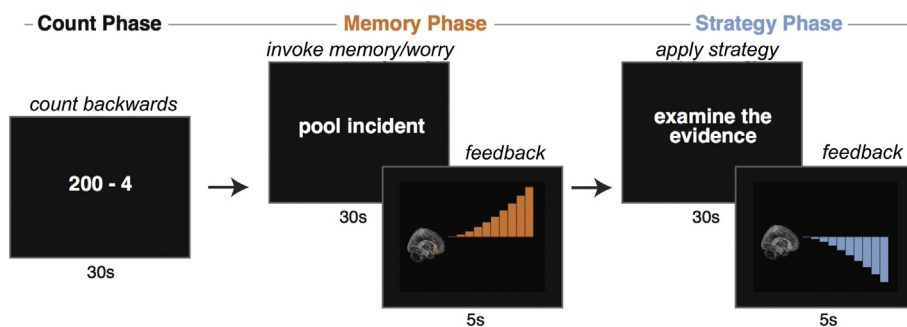 Count Phase
Memory Phase
Strategy Phase
invoke memory/worry
apply strategy
count backwards
200 - 4
pool incident
examine the
evidence
feedback
feedback
30s
30s
30s
5s
5s